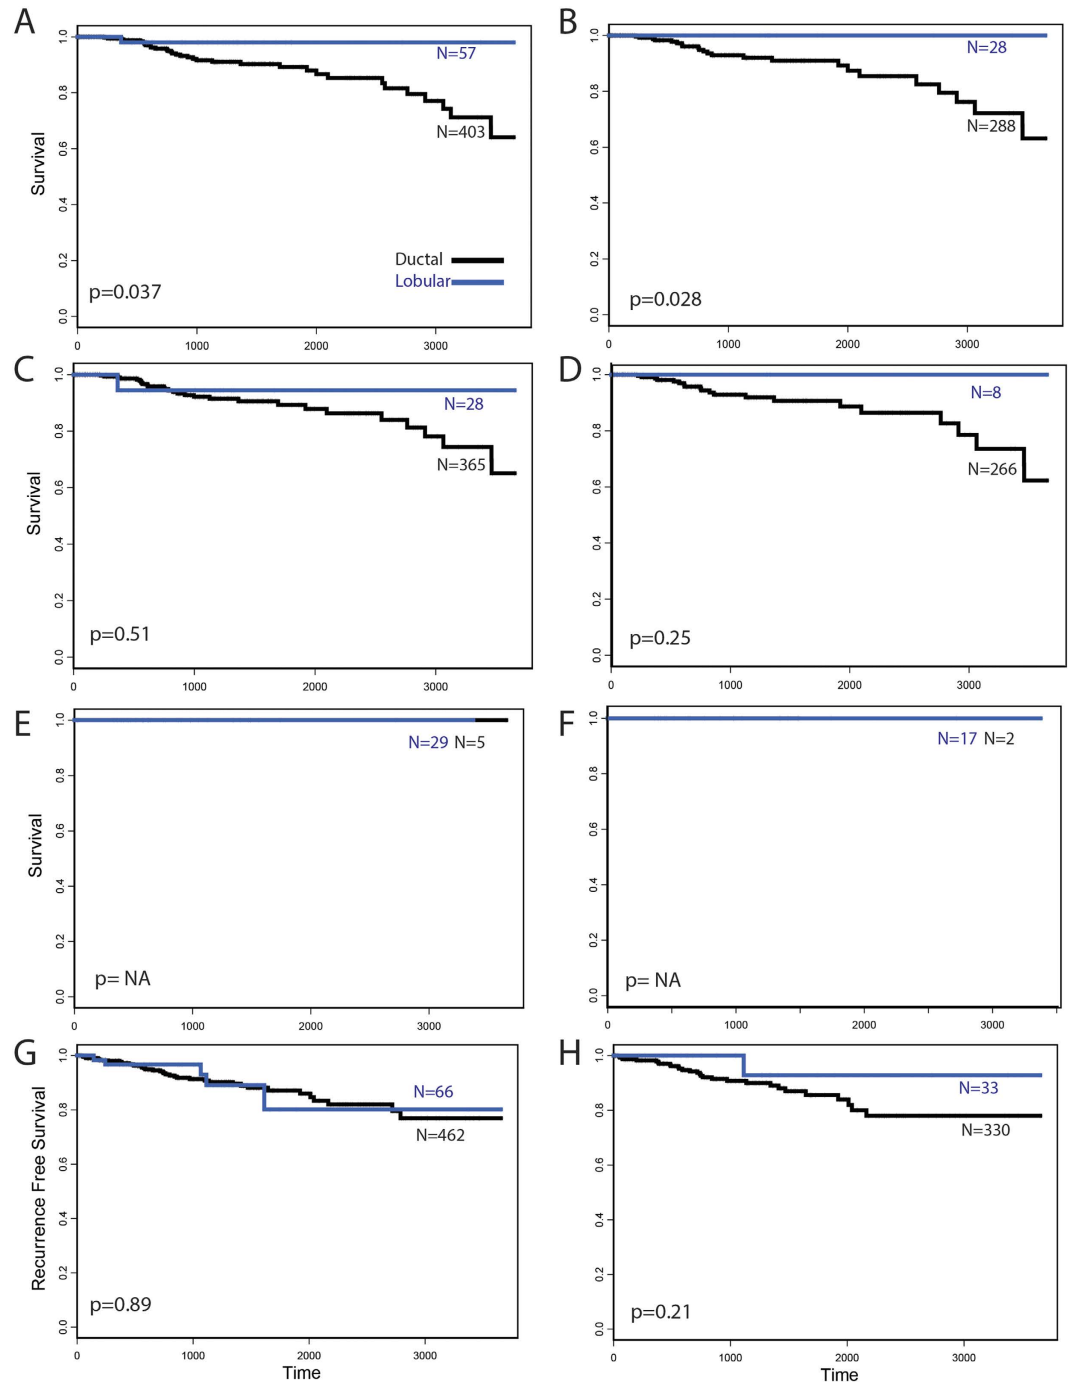 A
1.0
0.8
0.6
0.4
0.2
0.0
Survival
N=57
N=403
Ductal
Lobular
p=0.037
0 1000 2000 3000
B
1.0
0.8
0.6
0.4
0.2
0.0
N=28
N=288
p=0.028
0 1000 2000 3000
C
1.0
0.8
0.6
0.4
0.2
0.0
Survival
N=28
N=365
p=0.51
0 1000 2000 3000
D
1.0
0.8
0.6
0.4
0.2
0.0
N=8
N=266
p=0.25
0 1000 2000 3000
E
1.0
0.8
0.6
0.4
0.2
0.0
Survival
N=29 N=5
p= NA
0 1000 2000 3000
F
1.0
0.8
0.6
0.4
0.2
0.0
N=17 N=2
p= NA
0 1000 2000 3000
G
1.0
0.8
0.6
0.4
0.2
0.0
Recurrence Free Survival
N=66
N=462
p=0.89
0 1000 2000 3000
Time
H
1.0
0.8
0.6
0.4
0.2
0.0
N=33
N=330
p=0.21
0 1000 2000 3000
Time